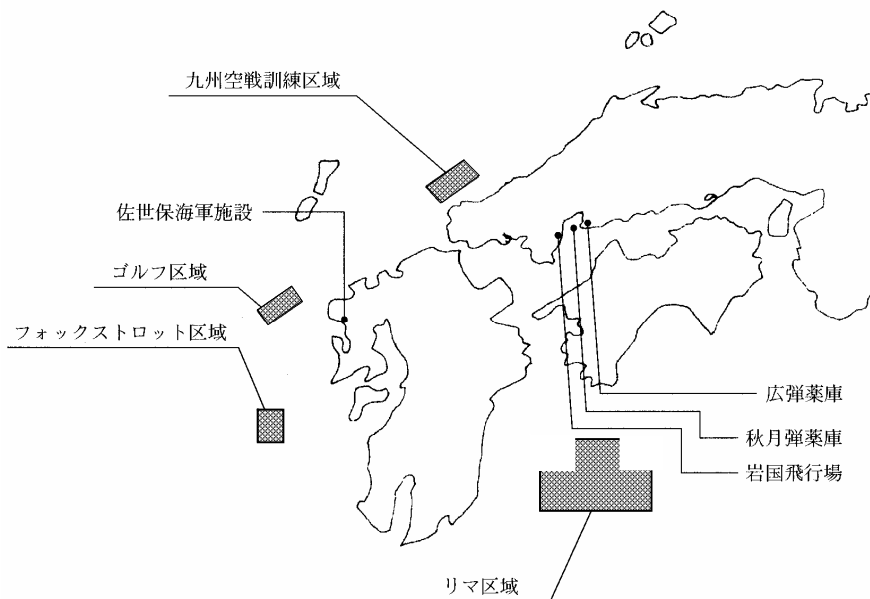 九州空戦訓練区域
佐世保海軍施設
ゴルフ区域
フォックストロット区域
広弾薬庫
秋月弾薬庫
岩国飛行場
リマ区域